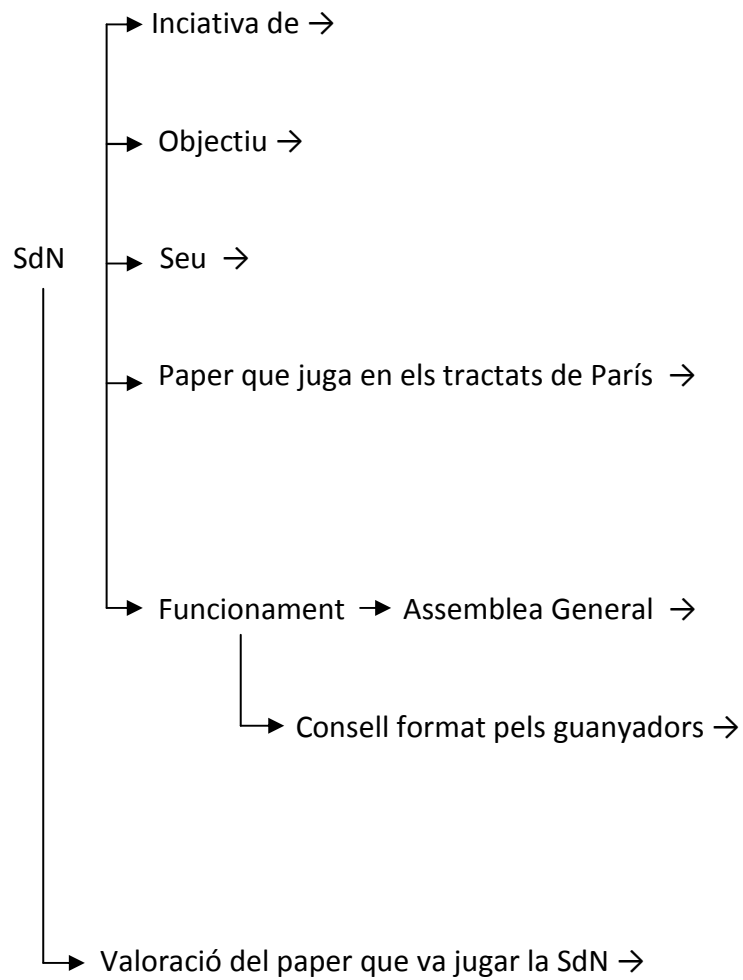 Inciativa de →
Objectiu →
SdN
Seu →
Paper que juga en els tractats de París →
Funcionament → Assemblea General →
Consell format pels guanyadors →
Valoració del paper que va jugar la SdN →